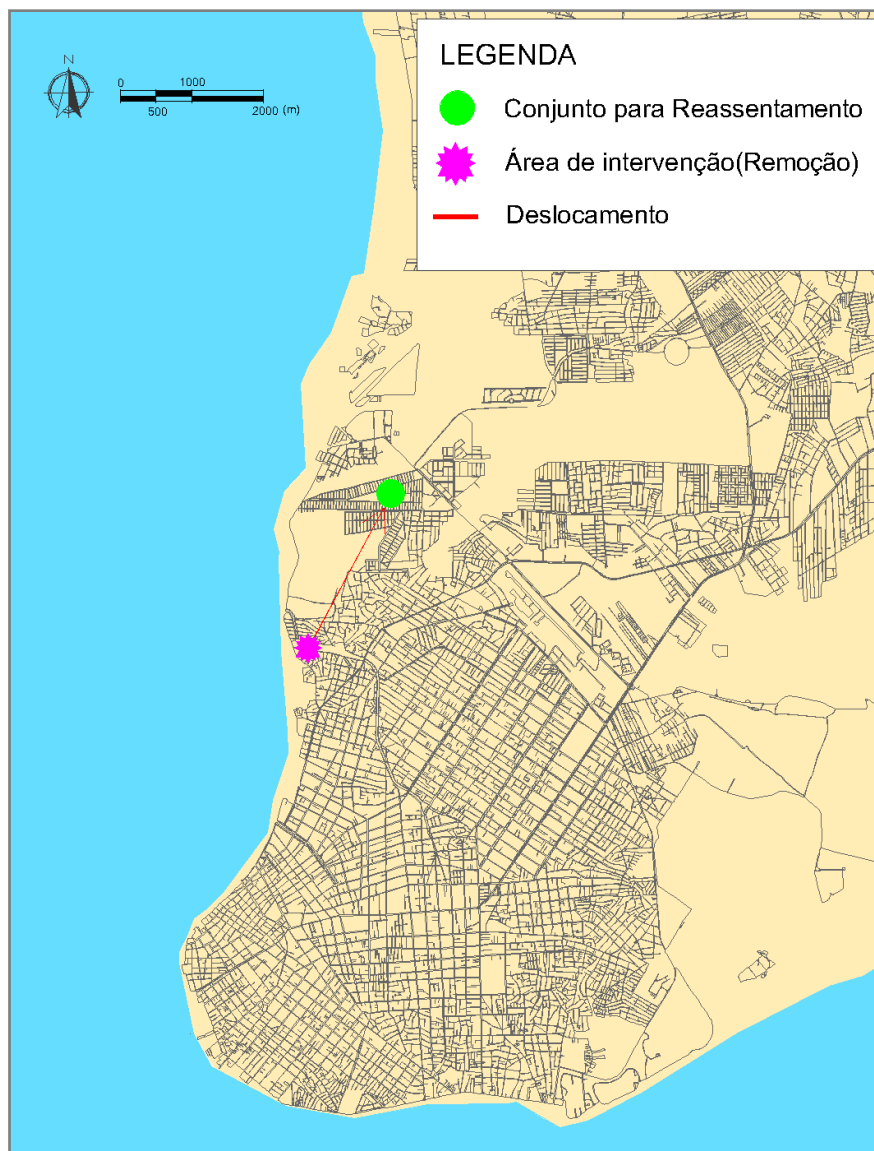 LEGENDA
Conjunto para Reassentamento
Área de intervenção(Remoção)
Deslocamento
N
0 1000
500 2000 (m)